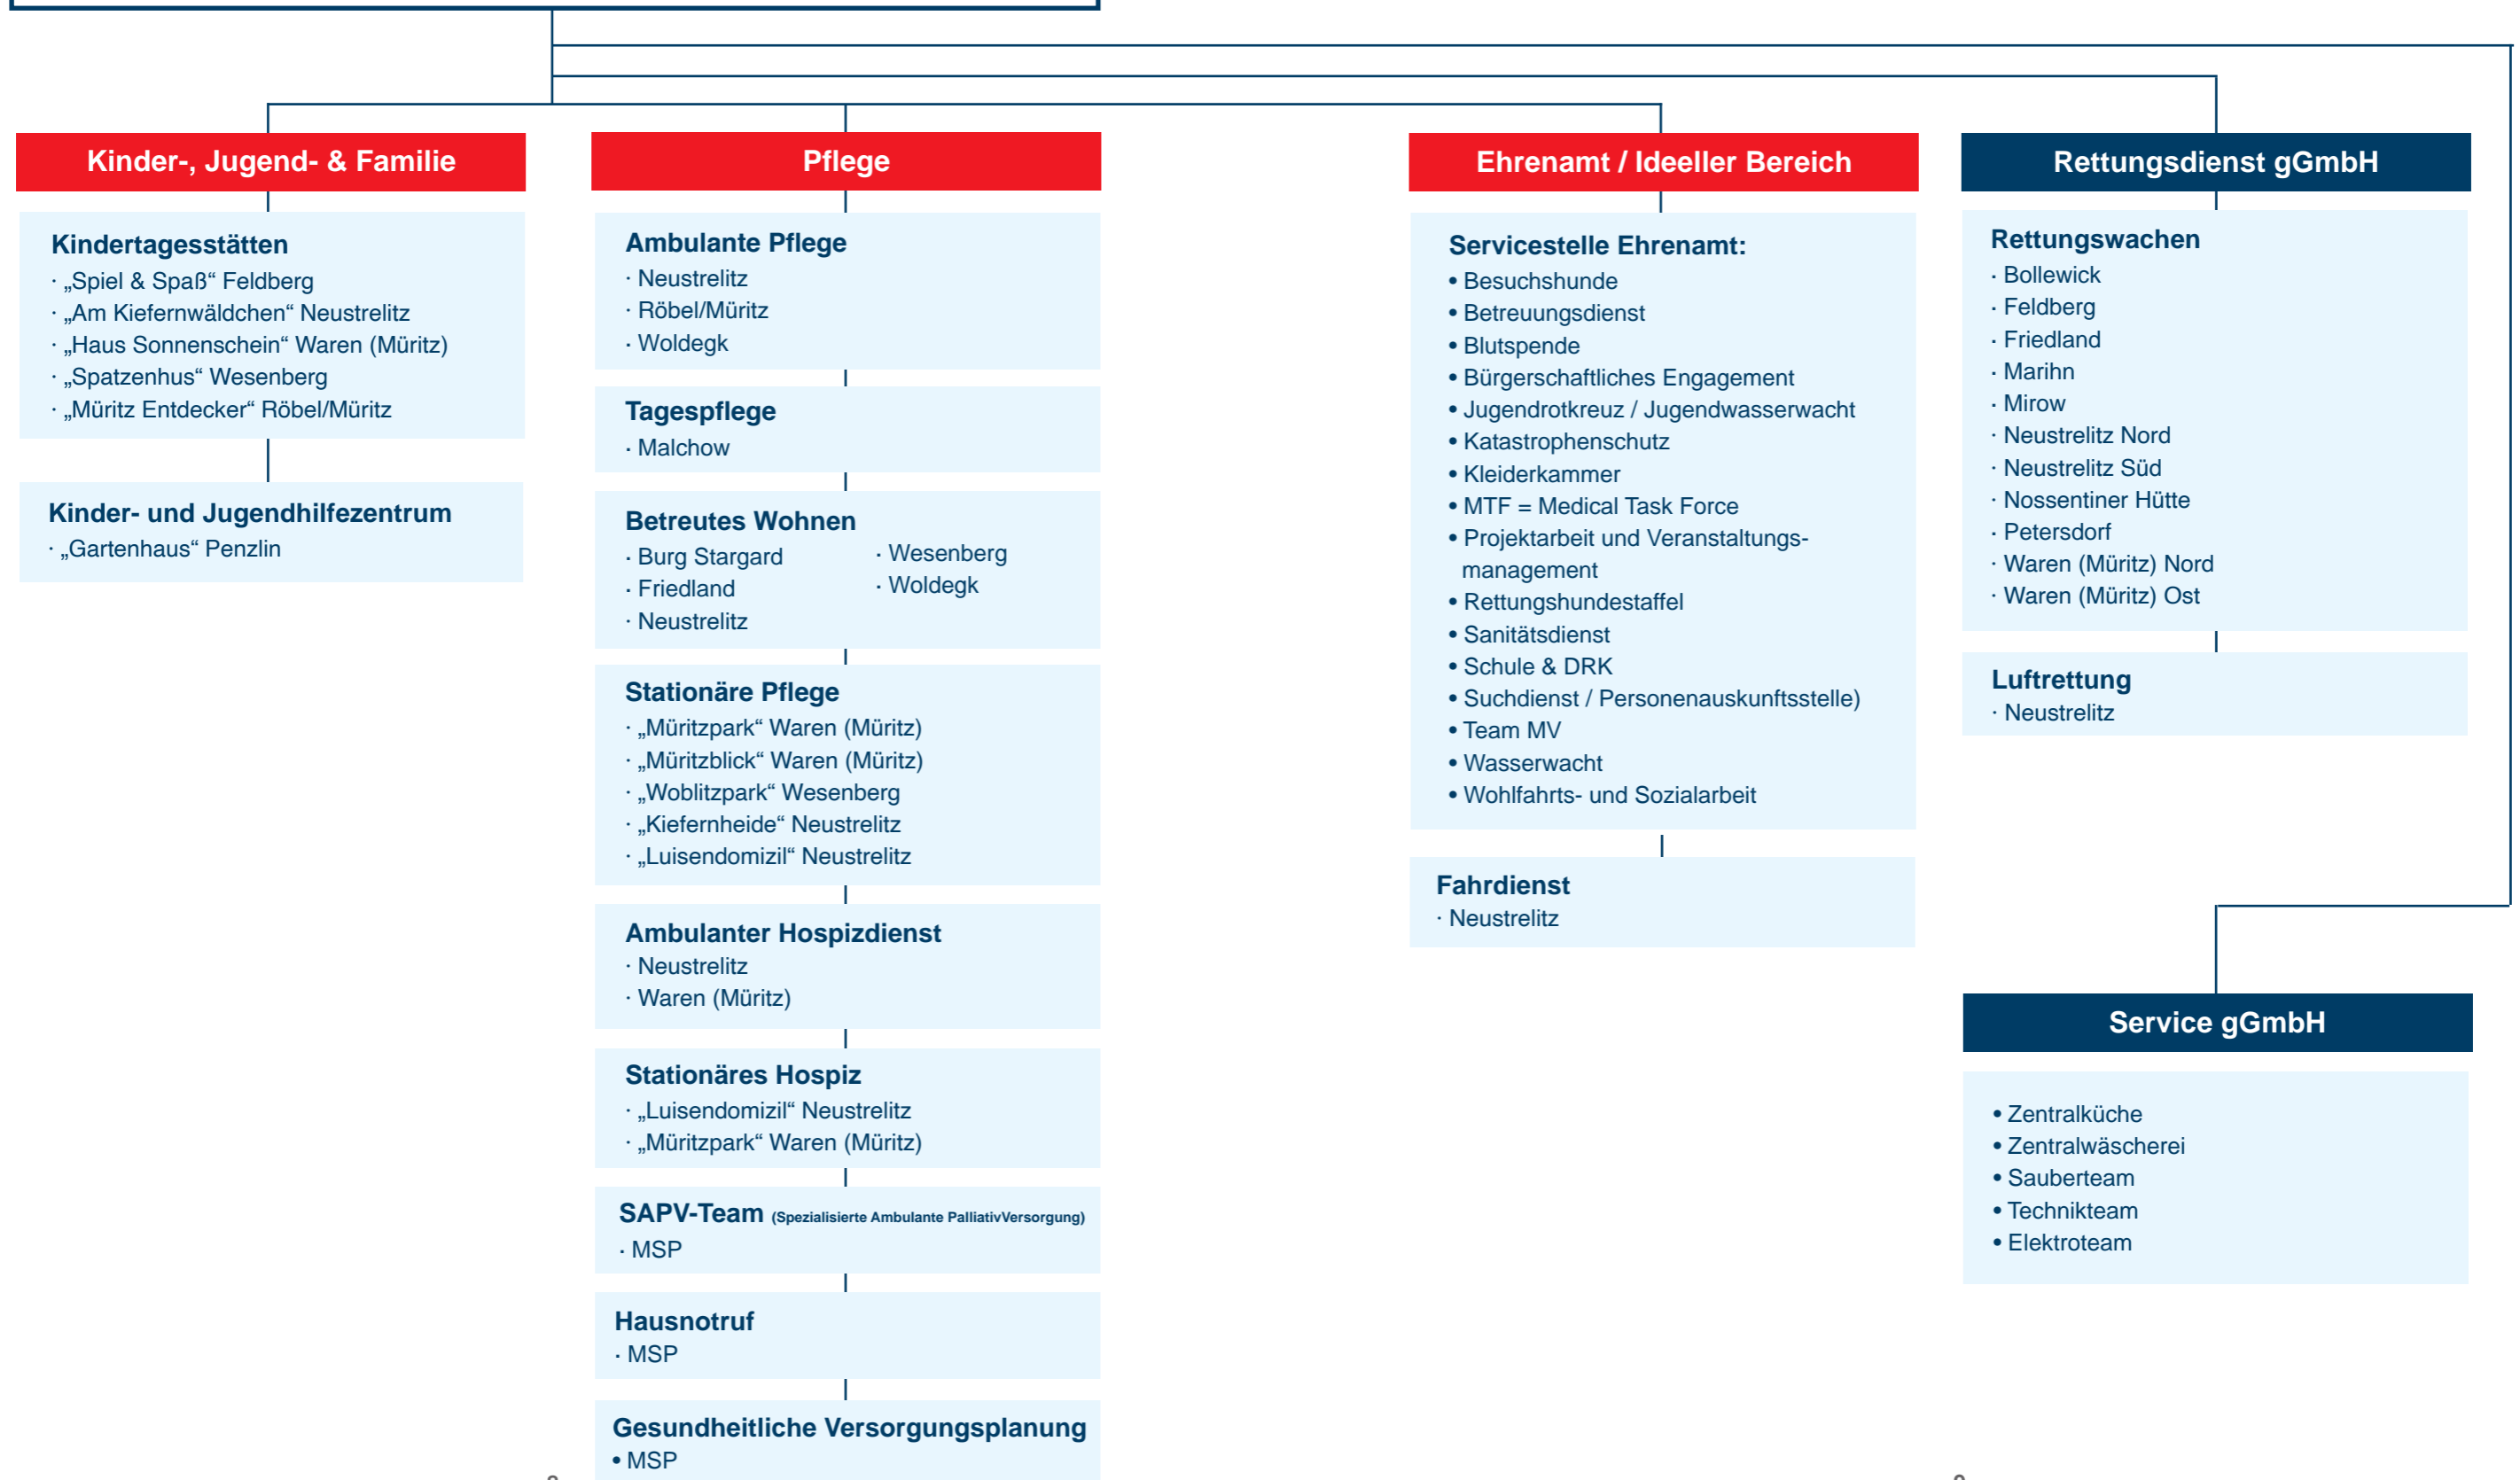 Kinder-, Jugend- & Familie
Kindertagesstätten
· „Spiel & Spaß“ Feldberg
· „Am Kiefernwäldchen“ Neustrelitz
· „Haus Sonnenschein“ Waren (Müritz)
· „Spatzenhus“ Wesenberg
· „Müritz Entdecker“ Röbel/Müritz
Kinder- und Jugendhilfezentrum
· „Gartenhaus“ Penzlin
Pflege
Ambulante Pflege
· Neustrelitz
· Röbel/Müritz
· Woldegk
Tagespflege
· Malchow
Betreutes Wohnen
· Burg Stargard
· Friedland
· Neustrelitz
· Wesenberg
· Woldegk
Stationäre Pflege
· „Müritzpark“ Waren (Müritz)
· „Müritzblick“ Waren (Müritz)
· „Woblitzpark“ Wesenberg
· „Kiefernheide“ Neustrelitz
· „Luisendomizil“ Neustrelitz
Ambulanter Hospizdienst
· Neustrelitz
· Waren (Müritz)
Stationäres Hospiz
· „Luisendomizil“ Neustrelitz
· „Müritzpark“ Waren (Müritz)
SAPV-Team (Spezialisierte Ambulante PalliativVersorgung)
· MSP
Hausnotruf
· MSP
Gesundheitliche Versorgungsplanung
• MSP
Ehrenamt / Ideeller Bereich
Servicestelle Ehrenamt:
• Besuchshunde
• Betreuungsdienst
• Blutspende
• Bürgerschaftliches Engagement
• Jugendrotkreuz / Jugendwasserwacht
• Katastrophenschutz
• Kleiderkammer
• MTF = Medical Task Force
• Projektarbeit und Veranstaltungs-
management
• Rettungshundestaffel
• Sanitätsdienst
• Schule & DRK
• Suchdienst / Personenauskunftsstelle)
• Team MV
• Wasserwacht
• Wohlfahrts- und Sozialarbeit
Fahrdienst
· Neustrelitz
Rettungsdienst gGmbH
Rettungswachen
· Bollewick
· Feldberg
· Friedland
· Marihn
· Mirow
· Neustrelitz Nord
· Neustrelitz Süd
· Nossentiner Hütte
· Petersdorf
· Waren (Müritz) Nord
· Waren (Müritz) Ost
Luftrettung
· Neustrelitz
Service gGmbH
• Zentralküche
• Zentralwäscherei
• Sauberteam
• Technikteam
• Elektroteam